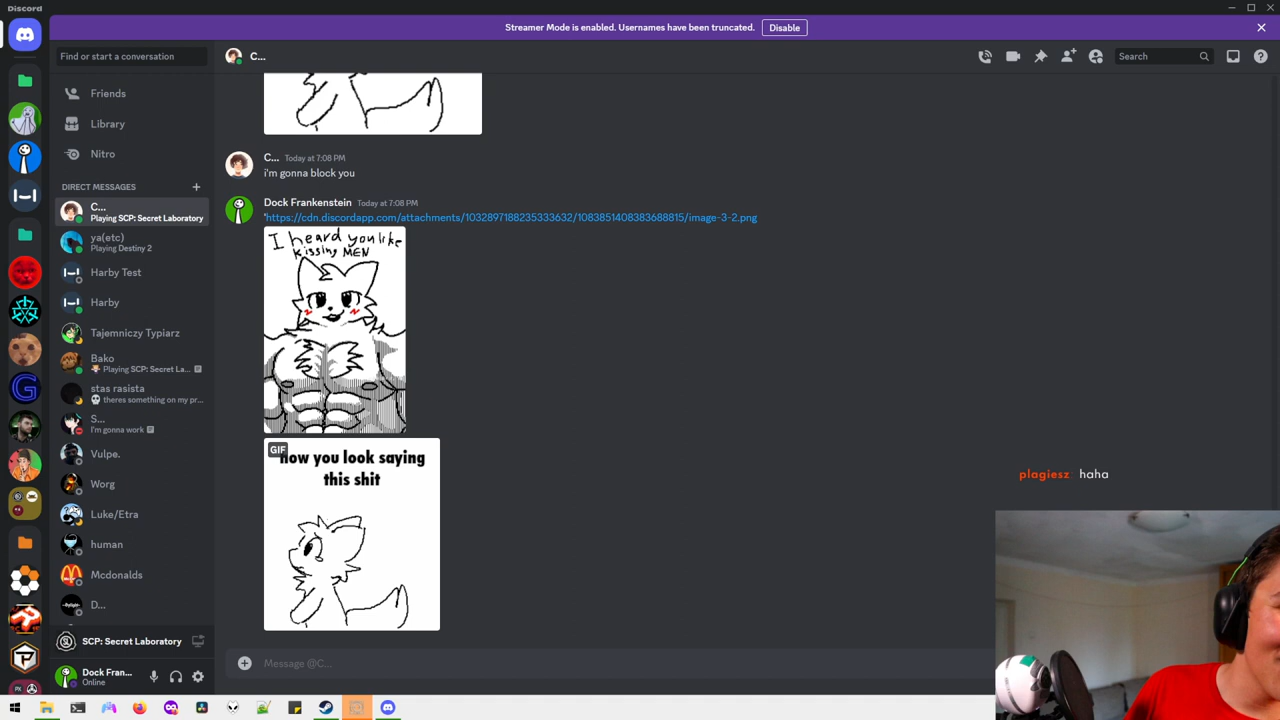 Discord
Streamer Mode is enabled. Usernames have been truncated.
Disable
Find or start a conversation
C...
Search
Friends
Library
Nitro
DIRECT MESSAGES
C...
Playing SCP: Secret Laboratory
ya(etc)
Playing Destiny 2
Harby Test
Harby
Tajemniczy Typiarz
Bako
Playing SCP: Secret La...
stas rasista
theres something on my pr...
S...
I'm gonna work
Vulpe.
Worg
Luke/Etra
human
Mcdonalds
D...
SCP: Secret Laboratory
Dock Fran...
Online
C... Today at 7:08 PM
i'm gonna block you
Dock Frankenstein Today at 7:08 PM
https://cdn.discordapp.com/attachments/1032897188235333632/1083851408383688815/image-3-2.png
I heard you like
kissing MEN
GIF
how you look saying
this shit
plagiesz: haha
Message @C...